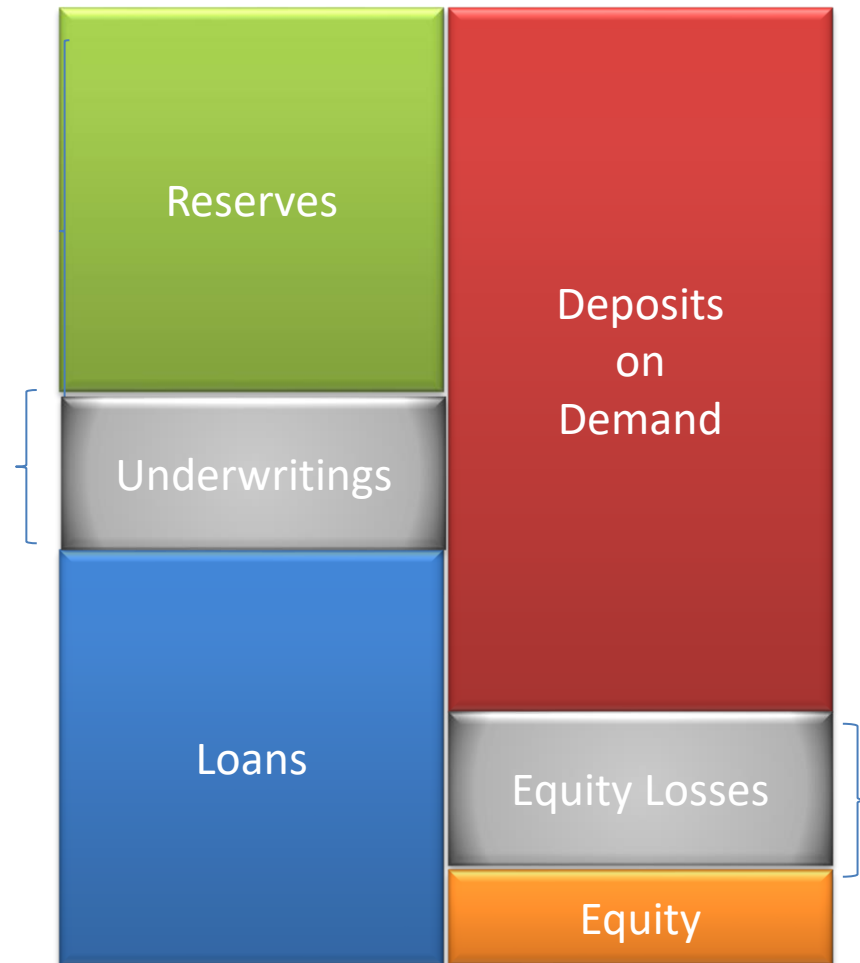 Reserves
Underwritings
Loans
Deposits
on
Demand
Equity Losses
Equity